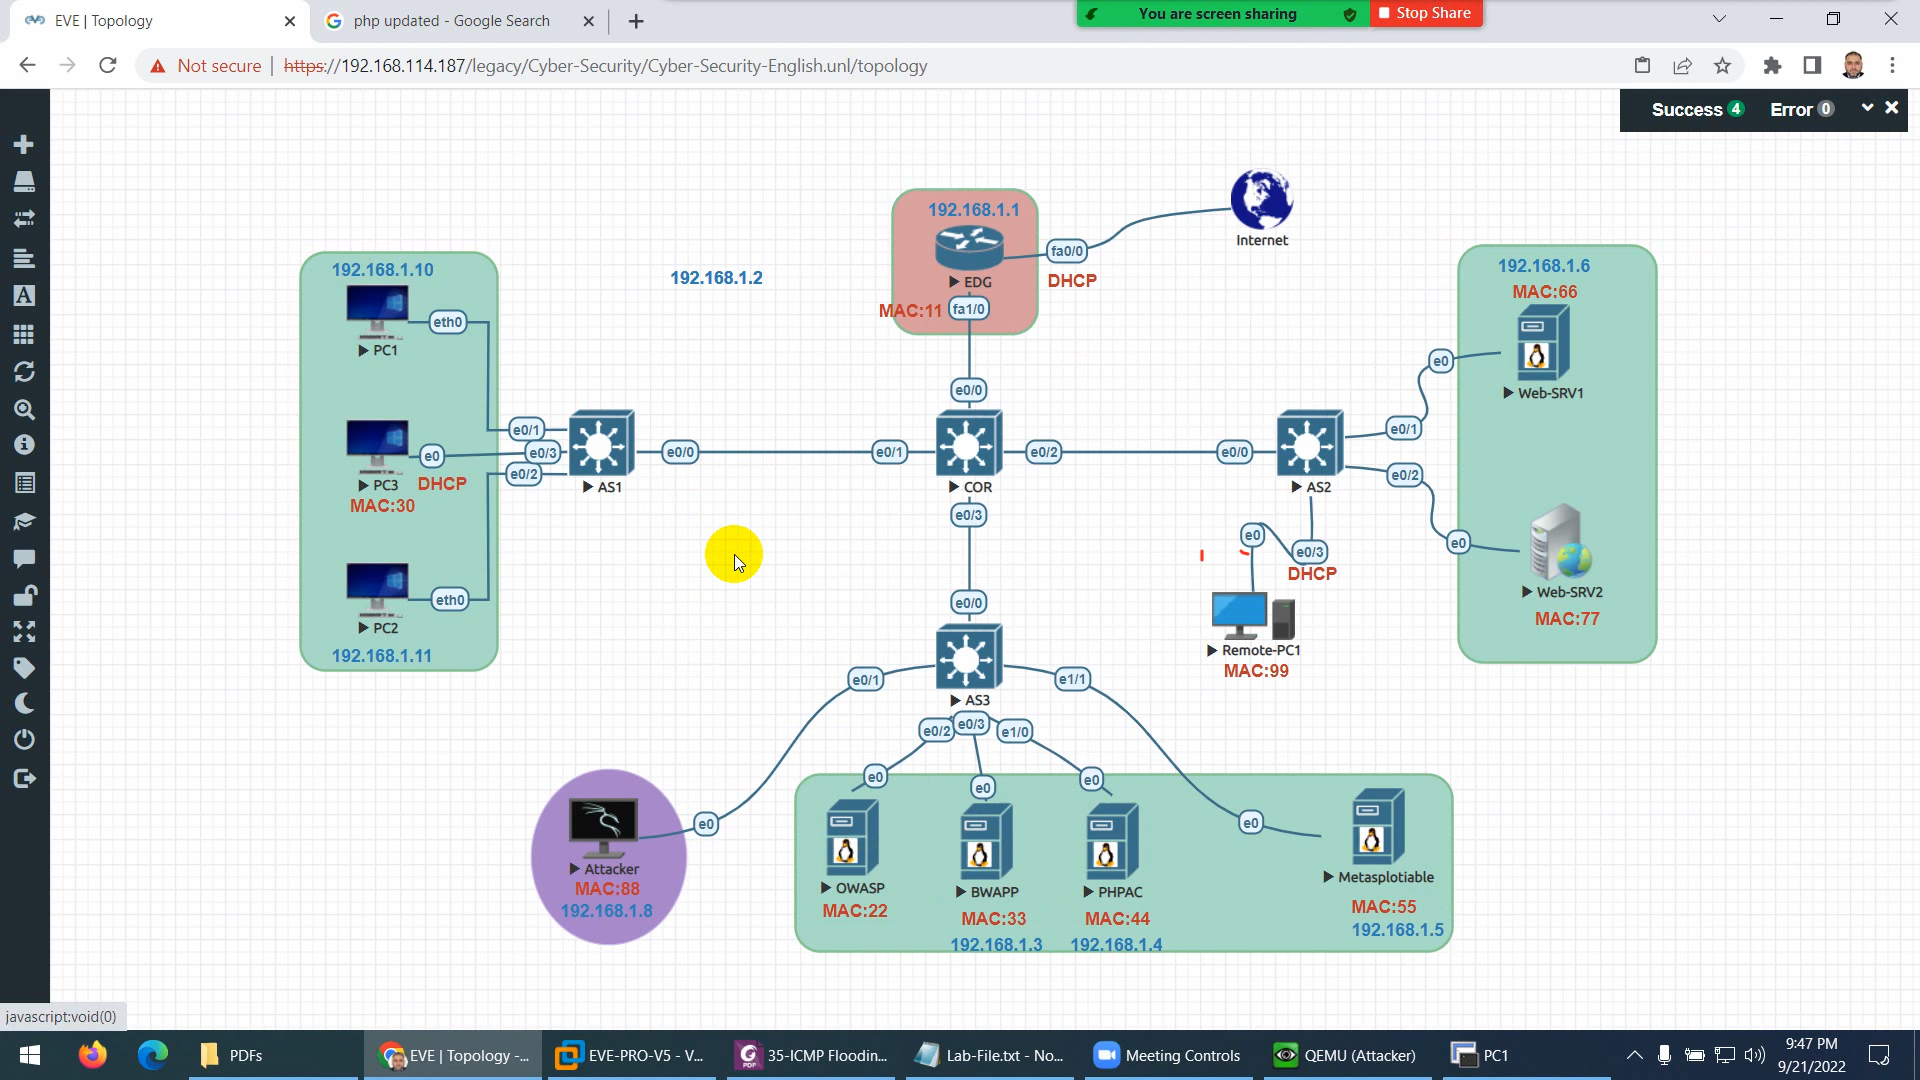 EVE | Topology
php updated - Google Search
You are screen sharing
Stop Share
Not secure
https://192.168.114.187/legacy/Cyber-Security/Cyber-Security-English.unl/topology
Success 4
Error 0
192.168.1.1
EDG
fa0/0
DHCP
MAC:11
fa1/0
Internet
192.168.1.2
192.168.1.10
PC1
eth0
PC3
e0
DHCP
MAC:30
PC2
eth0
192.168.1.11
e0/1
e0/3
e0/2
AS1
e0/0
e0/0
e0/1
COR
e0/2
e0/3
e0/0
AS2
e0/1
e0/2
e0/3
DHCP
e0
Remote-PC1
MAC:99
192.168.1.6
MAC:66
e0
Web-SRV1
e0
Web-SRV2
MAC:77
e0/0
AS3
e0/1
e1/1
e0/2
e0/3
e1/0
e0
Attacker
MAC:88
192.168.1.8
e0
OWASP
MAC:22
e0
BWAPP
MAC:33
192.168.1.3
e0
PHPAC
MAC:44
192.168.1.4
e0
Metasplotiable
MAC:55
192.168.1.5
javascript:void(0)
PDFs
EVE | Topology -...
EVE-PRO-V5 - V...
35-ICMP Floodin...
Lab-File.txt - No...
Meeting Controls
QEMU (Attacker)
PC1
9:47 PM
9/21/2022